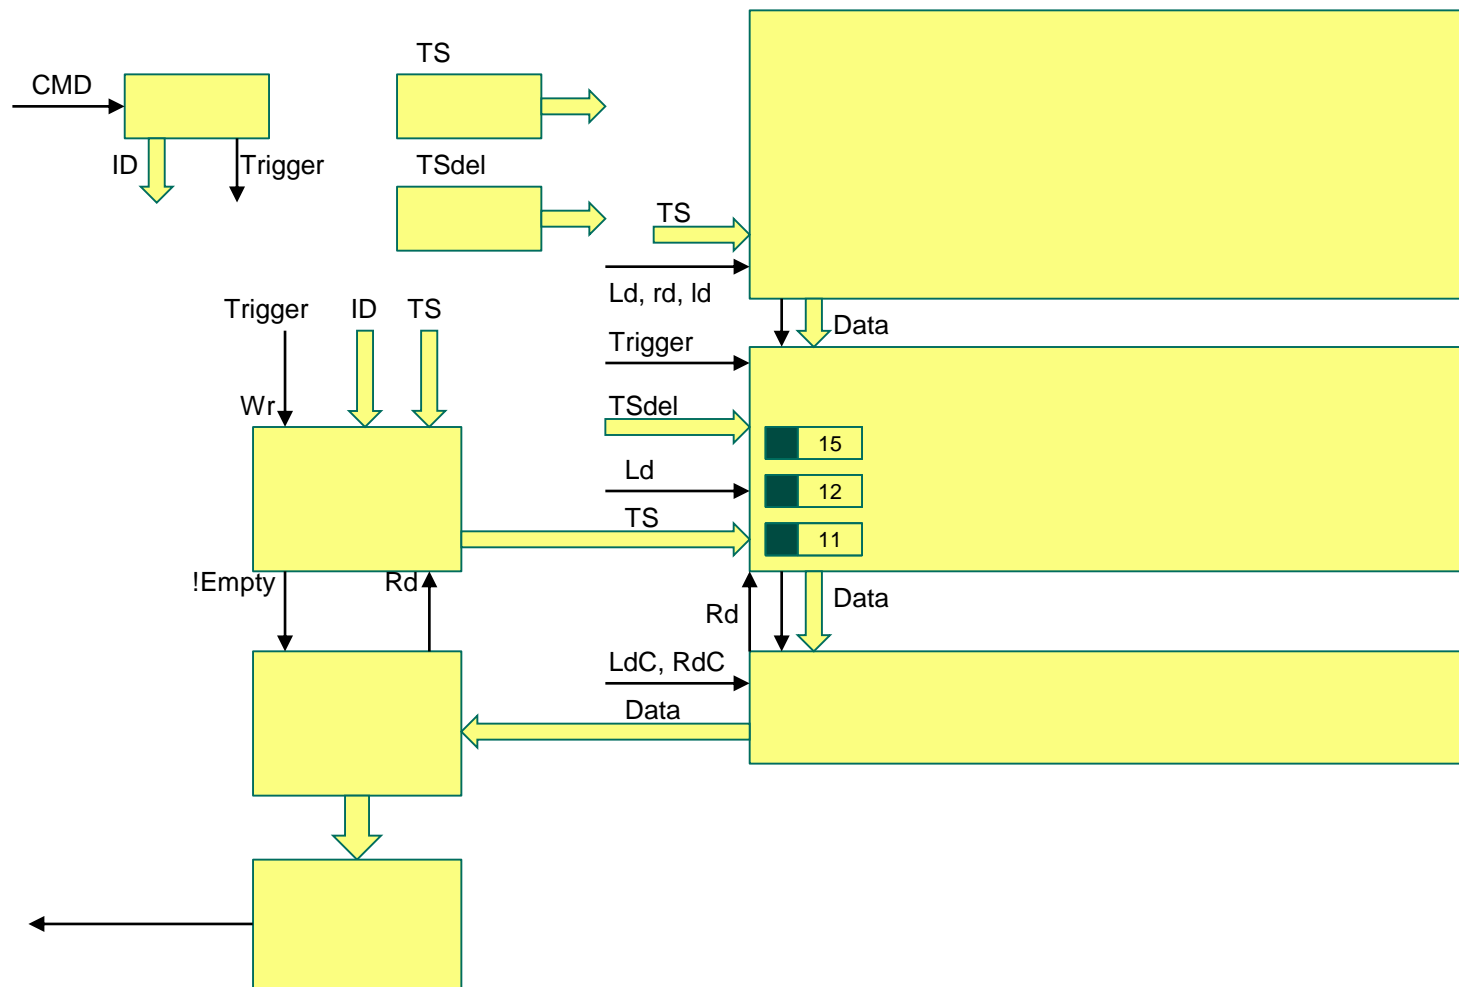 TS
CMD
ID
Trigger
TSdel
TS
Ld, rd, ld
Trigger
ID
TS
Data
Trigger
Wr
TSdel
15
Ld
12
TS
11
!Empty
Rd
Rd
Data
LdC, RdC
Data